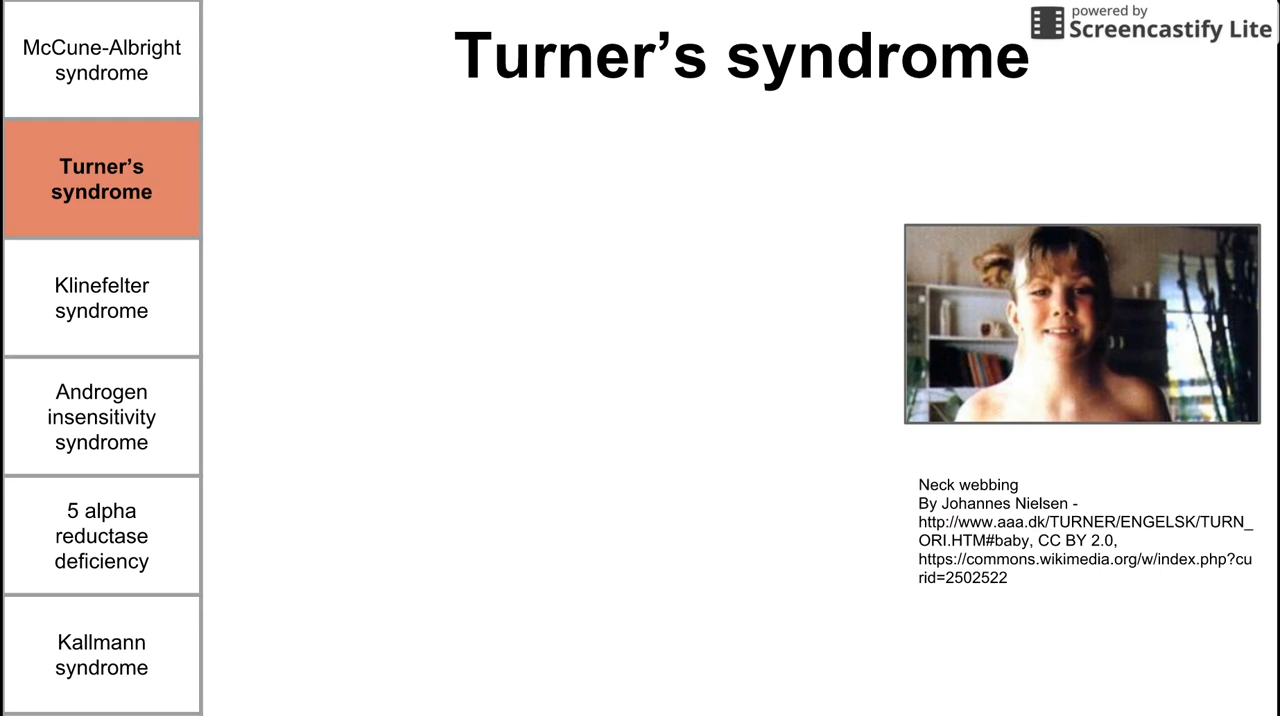 McCune-Albright
syndrome
Turner’s
syndrome
Klinefelter
syndrome
Androgen
insensitivity
syndrome
5 alpha
reductase
deficiency
Kallmann
syndrome
Turner’s syndrome
powered by
Screencastify Lite
Neck webbing
By Johannes Nielsen -
http://www.aaa.dk/TURNER/ENGELSK/TURN_
ORI.HTM#baby, CC BY 2.0,
https://commons.wikimedia.org/w/index.php?cu
rid=2502522